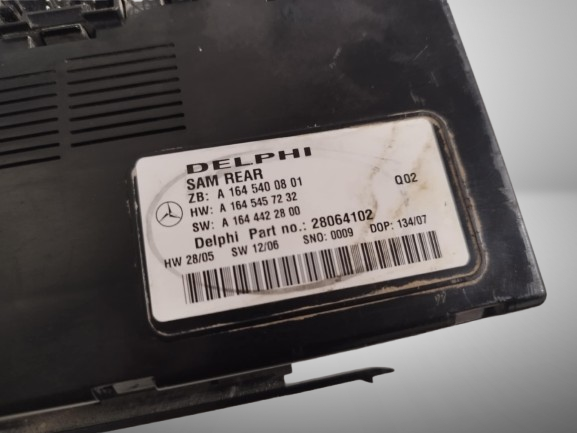 DELPHI
SAM REAR
ZB: A 164 540 08 01 Q02
HW: A 164 545 72 32
SW: A 164 442 28 00
Delphi Part no.: 28064102
HW 28/05 SW 12/06 SNO: 0009 DOP: 134/07